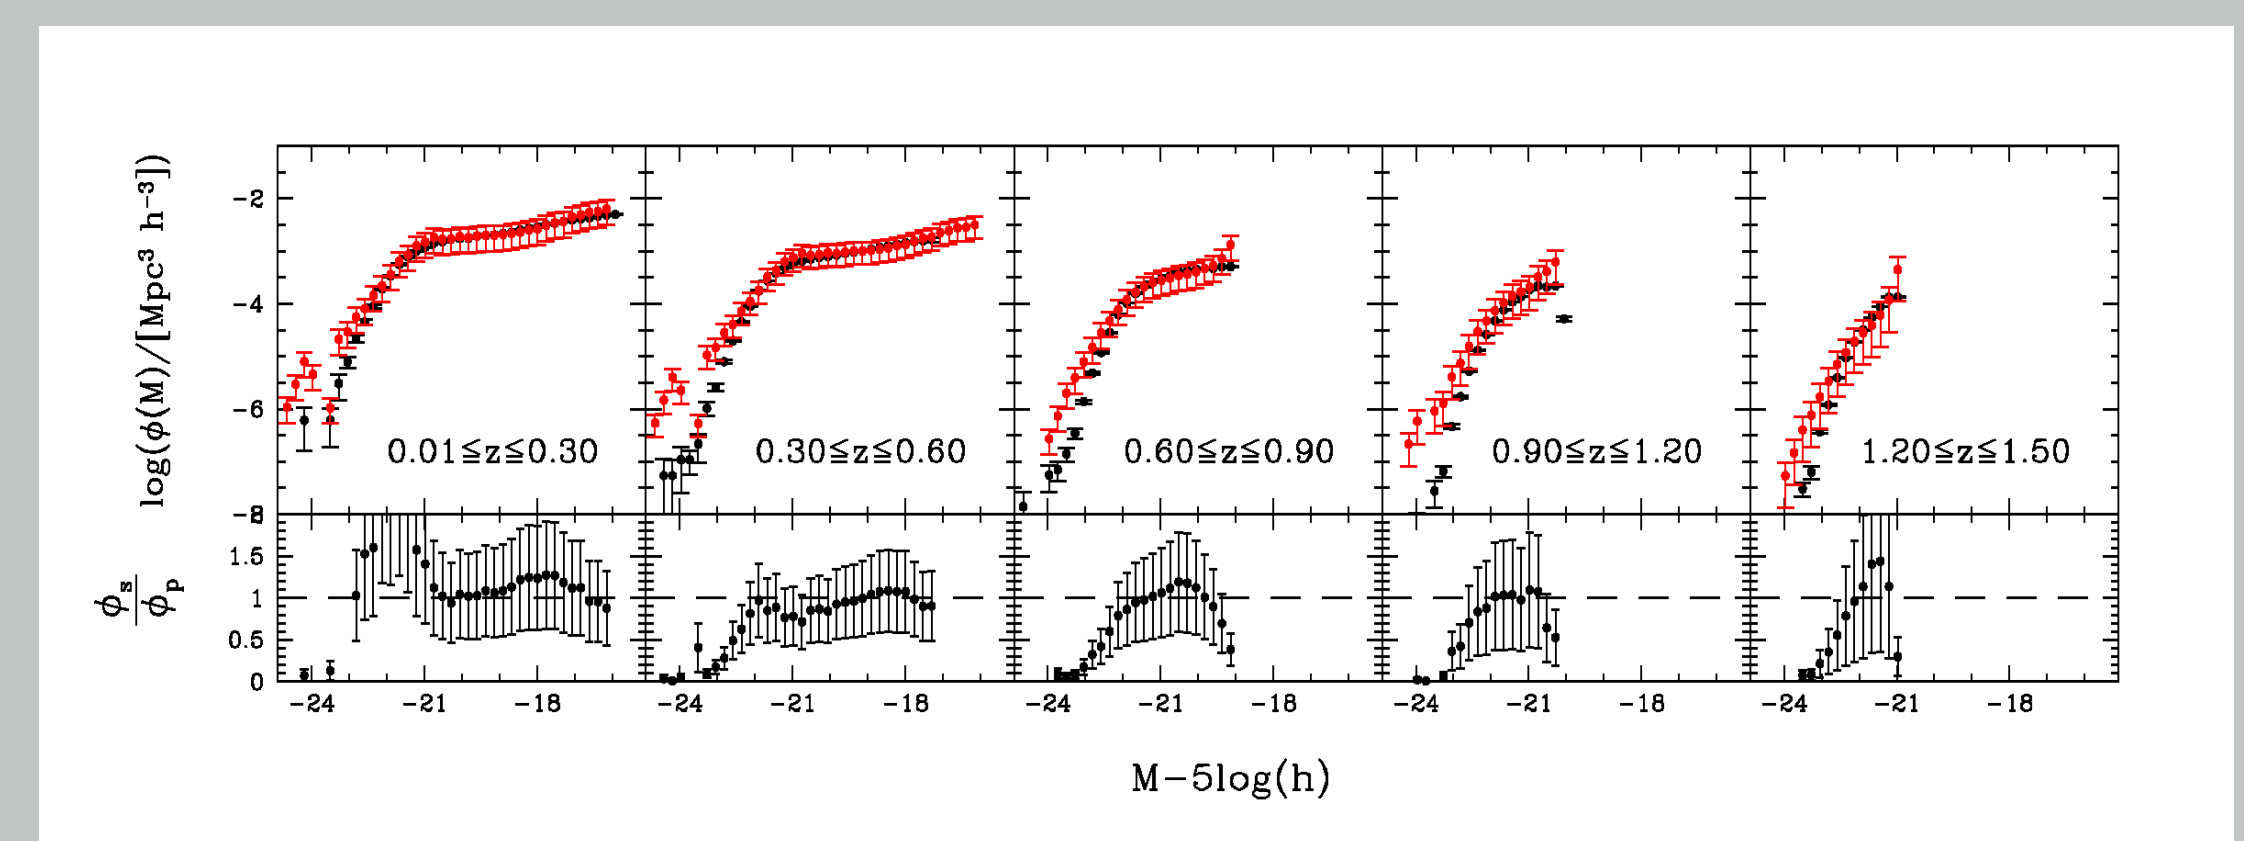 log(ϕ(M)/[Mpc³ h⁻³])
−2
−4
−6
−8
0.01≦z≦0.30
0.30≦z≦0.60
0.60≦z≦0.90
0.90≦z≦1.20
1.20≦z≦1.50
ϕs
ϕp
1.5
1
0.5
0
−24 −21 −18 −24 −21 −18 −24 −21 −18 −24 −21 −18 −24 −21 −18
M−5log(h)